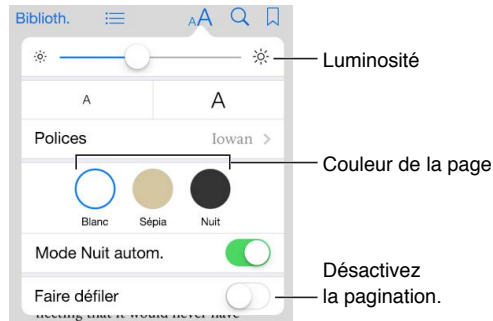 Biblioth. AA
Luminosité
A A
Polices Iowan >
Couleur de la page
Blanc Sépia Nuit
Mode Nuit autom.
Désactivez
la pagination.
Faire défiler
necting that it would never have